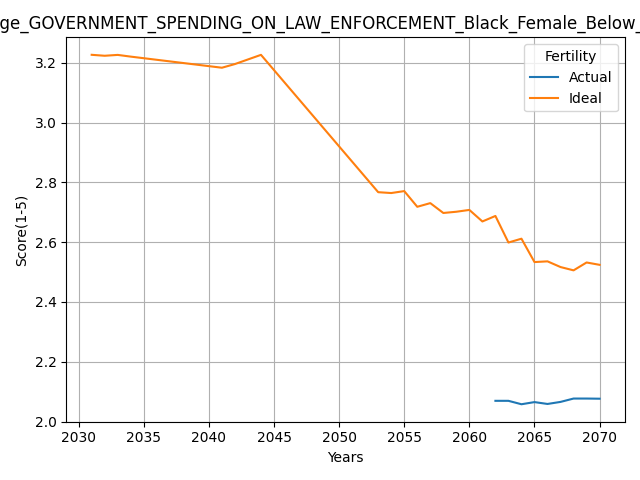 ge_GOVERNMENT_SPENDING_ON_LAW_ENFORCEMENT_Black_Female_Below_
Fertility
Actual
Ideal
3.2
3.0
2.8
2.6
2.4
2.2
2.0
Score(1-5)
2030 2035 2040 2045 2050 2055 2060 2065 2070
Years